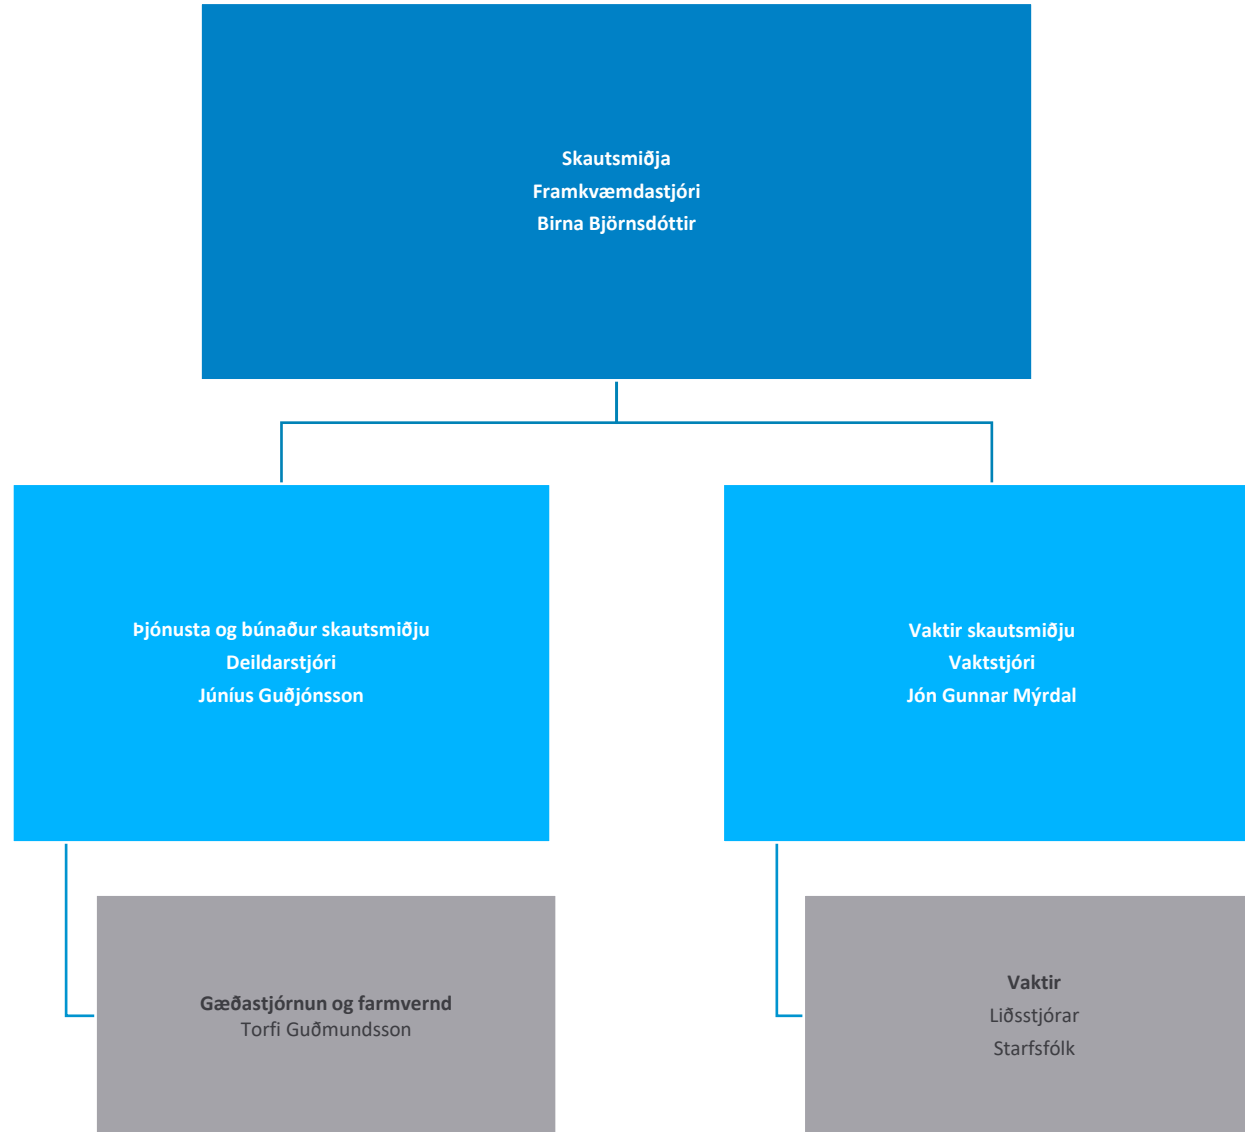 Skautsmiðja
Framkvæmdastjóri
Birna Björnsdóttir
Þjónusta og búnaður skautsmiðju
Deildarstjóri
Júníus Guðjónsson
Vaktir skautsmiðju
Vaktstjóri
Jón Gunnar Mýrdal
Gæðastjórnun og farmvernd
Torfi Guðmundsson
Vaktir
Liðsstjórar
Starfsfólk